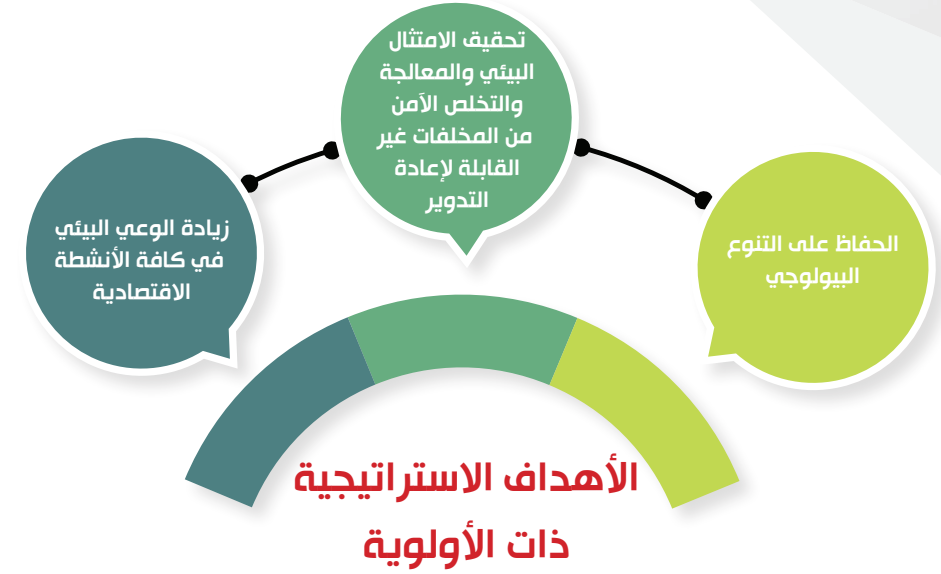 تحقيق الامتثال
البيئي والمعالجة
والتخلص الآمن
من المخلفات غير
القابلة لإعادة
التدوير
الحفاظ على التنوع
البيولوجي
زيادة الوعي البيئي
في كافة الأنشطة
الاقتصادية
الأهداف الاستراتيجية
ذات الأولوية